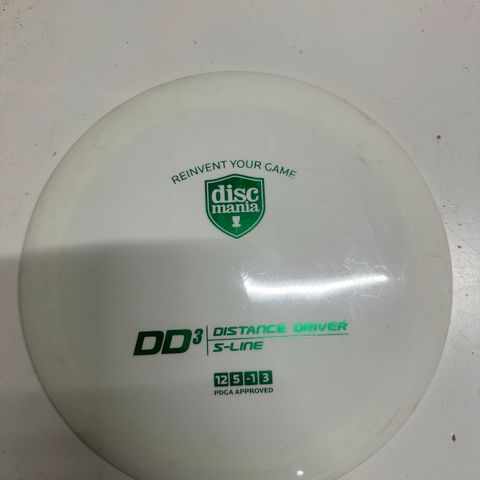 REINVENT YOUR GAME
disc
mania
DD³ DISTANCE DRIVER
S-LINE
12 5 -1 3
PDGA APPROVED